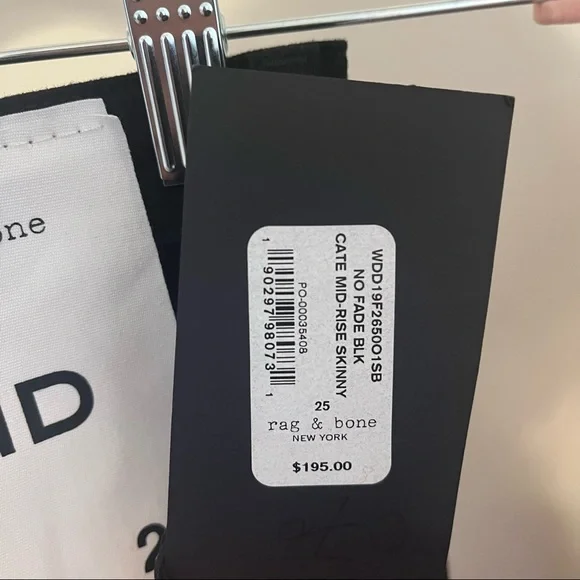 one
ID
2
WDD19F2650O1SB
NO FADE BLK
CATE MID-RISE SKINNY
PO-00035408
1 90297 98073 1
25
rag & bone
NEW YORK
$195.00